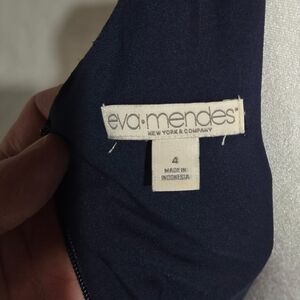 eva·mendes
NEW YORK & COMPANY
4
MADE IN
INDONESIA